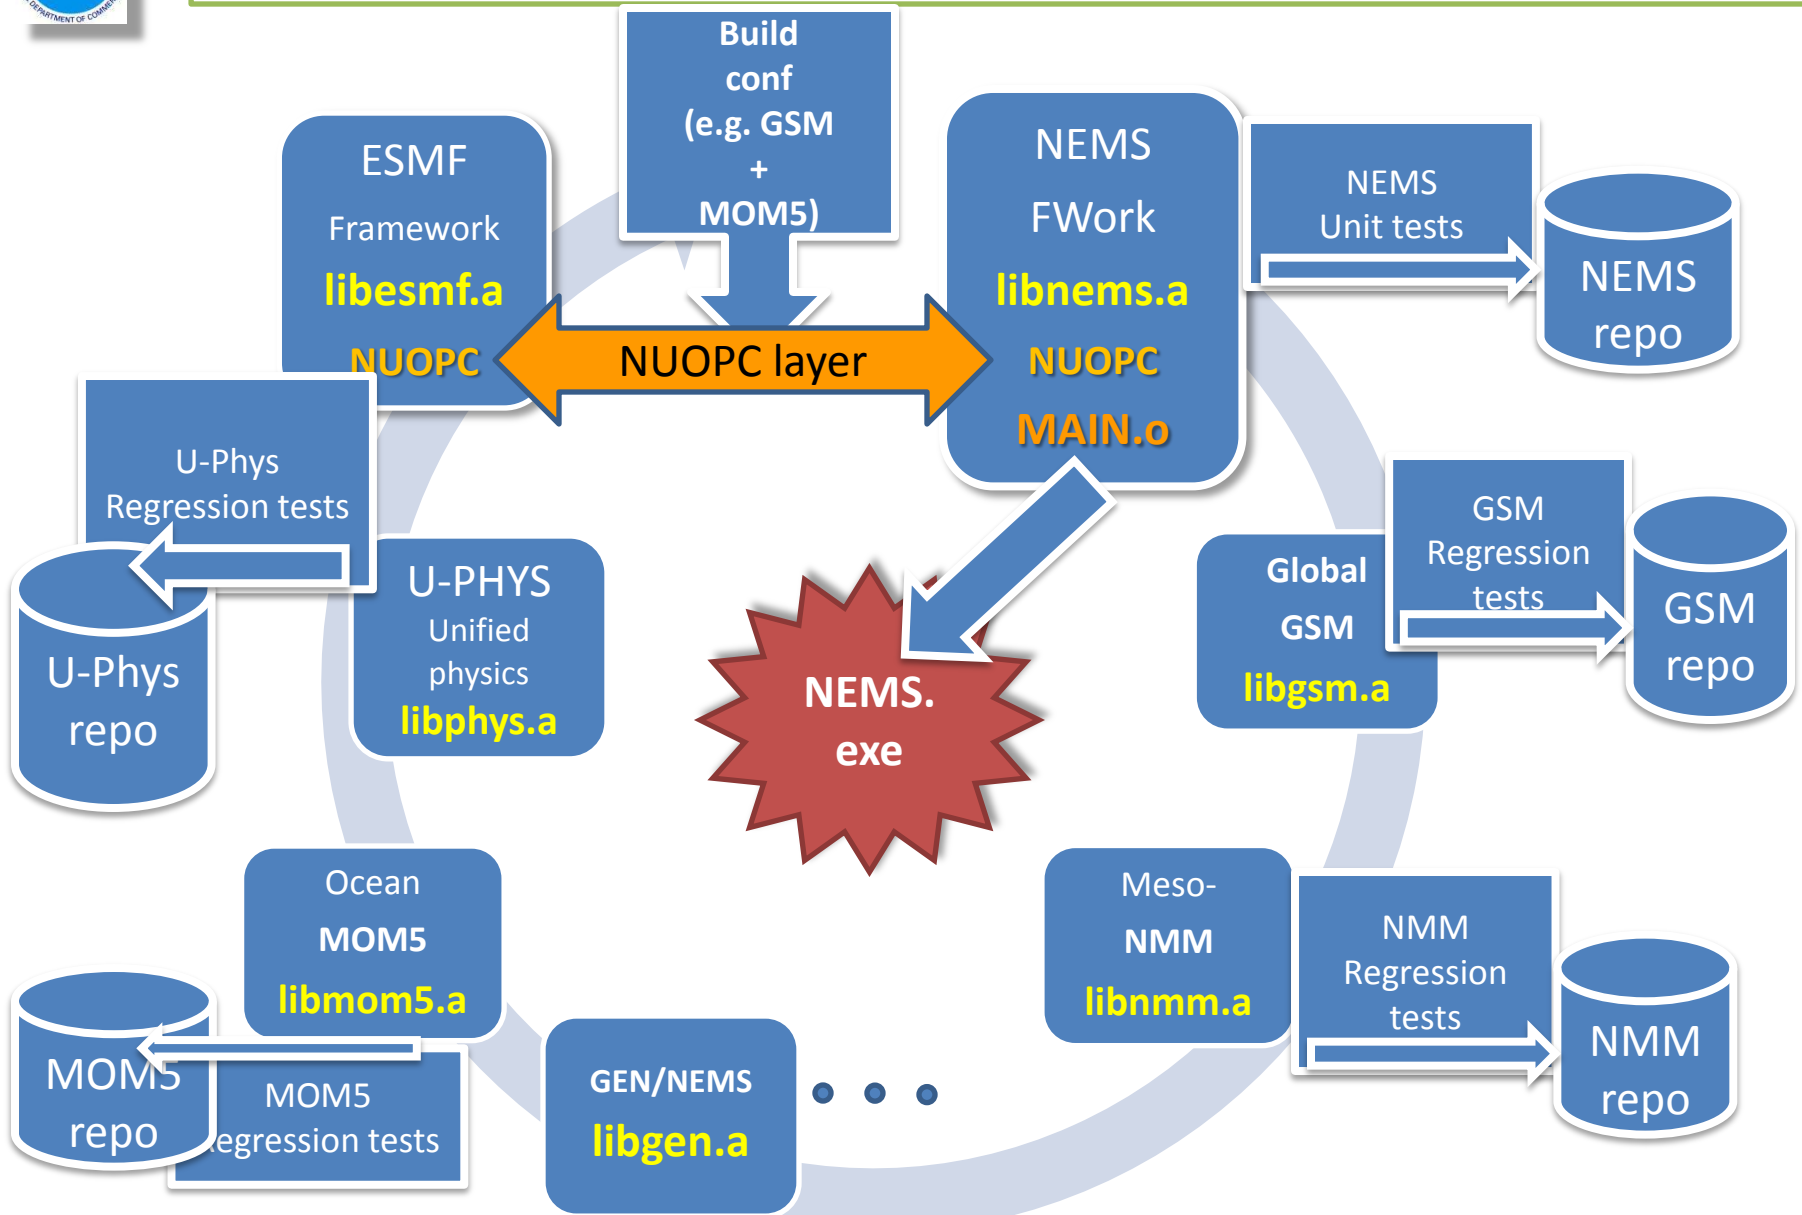 DEPARTMENT OF COMMER
Build
conf
(e.g. GSM
+
MOM5)
ESMF
Framework
libesmf.a
NUOPC
NUOPC layer
NEMS
FWork
libnems.a
NUOPC
MAIN.o
NEMS
Unit tests
NEMS
repo
U-Phys
Regression tests
U-Phys
repo
U-PHYS
Unified
physics
libphys.a
NEMS.
exe
Global
GSM
libgsm.a
GSM
Regression
tests
GSM
repo
Ocean
MOM5
libmom5.a
MOM5
repo
MOM5
egression tests
GEN/NEMS
libgen.a
Meso-
NMM
libnmm.a
NMM
Regression
tests
NMM
repo